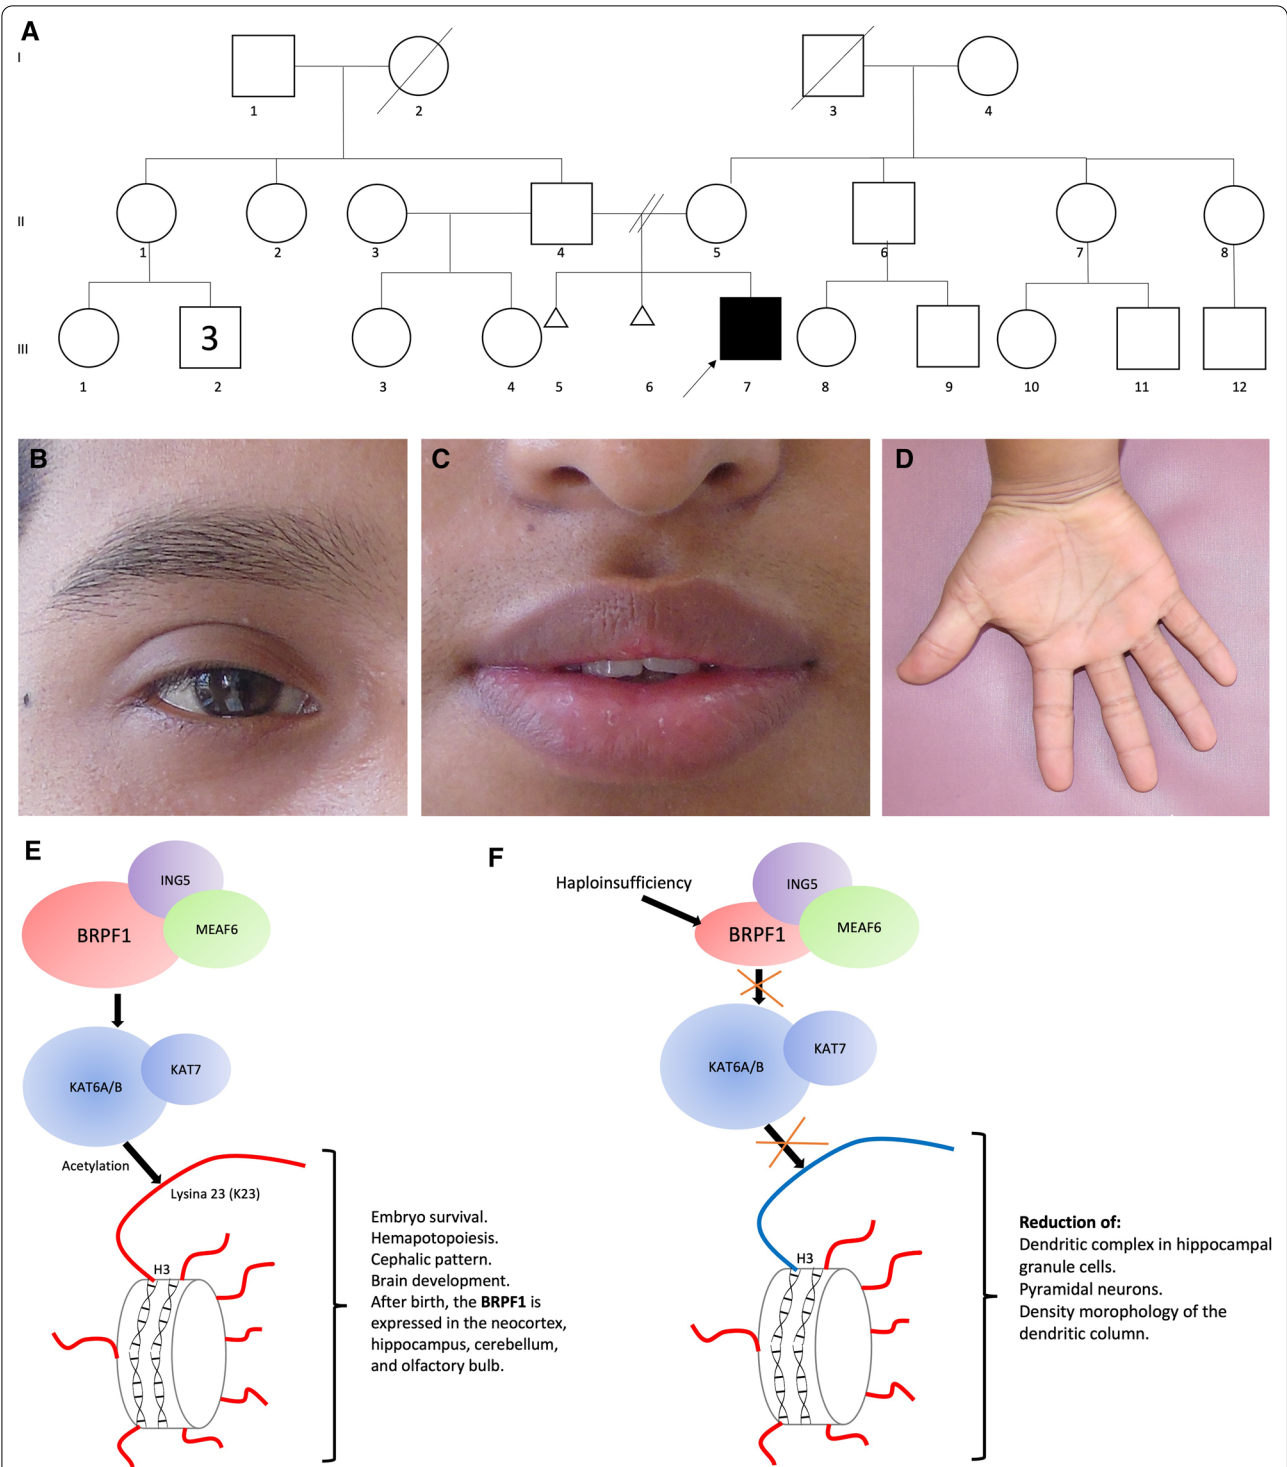 A
I
1
2
3
4
II
1
2
3
4
5
6
7
8
3
III
1
2
3
4
5
6
7
8
9
10
11
12
B
C
D
E
ING5
BRPF1
MEAF6
KAT6A/B
KAT7
Acetylation
Lysina 23 (K23)
H3
Embryo survival.
Hemapotopoiesis.
Cephalic pattern.
Brain development.
After birth, the BRPF1 is
expressed in the neocortex,
hippocampus, cerebellum,
and olfactory bulb.
F
Haploinsufficiency
ING5
BRPF1
MEAF6
KAT6A/B
KAT7
H3
Reduction of:
Dendritic complex in hippocampal
granule cells.
Pyramidal neurons.
Density morophology of the
dendritic column.